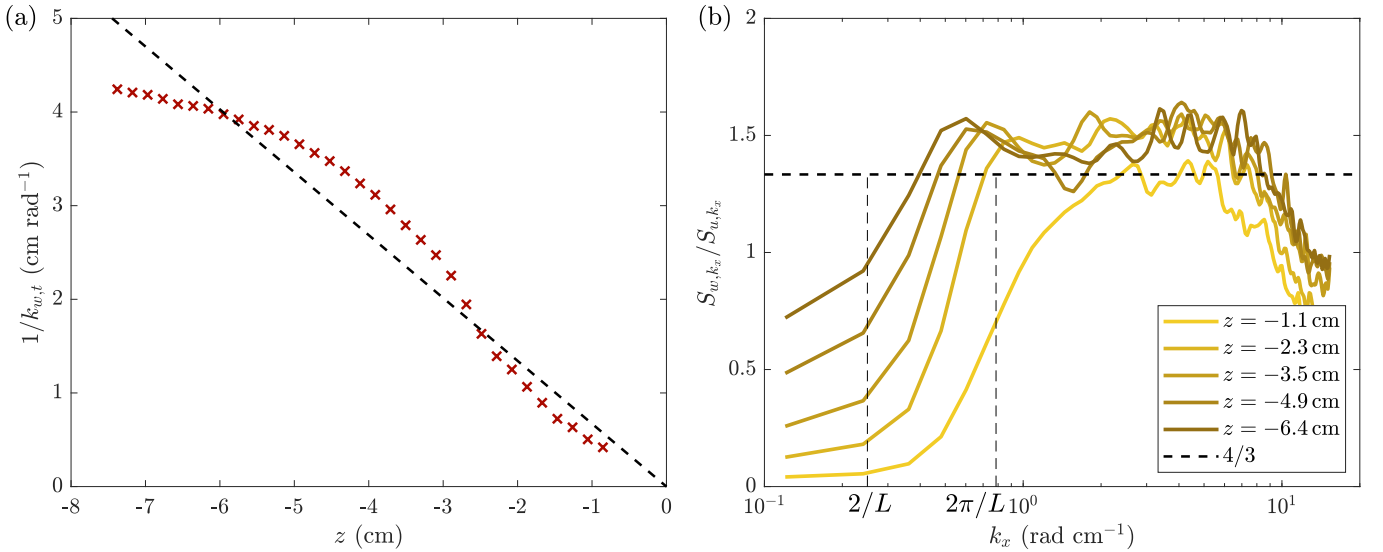 (a)
5
4
3
2
1
0
1/k_{w,t} (cm rad^{−1})
-8 -7 -6 -5 -4 -3 -2 -1 0
z (cm)
(b)
2
1.5
1
0.5
0
S_{w,k_x}/S_{u,k_x}
10^{-1} 2/L 2π/L 10^{0} 10^{1}
k_x (rad cm^{−1})
z = −1.1 cm
z = −2.3 cm
z = −3.5 cm
z = −4.9 cm
z = −6.4 cm
4/3